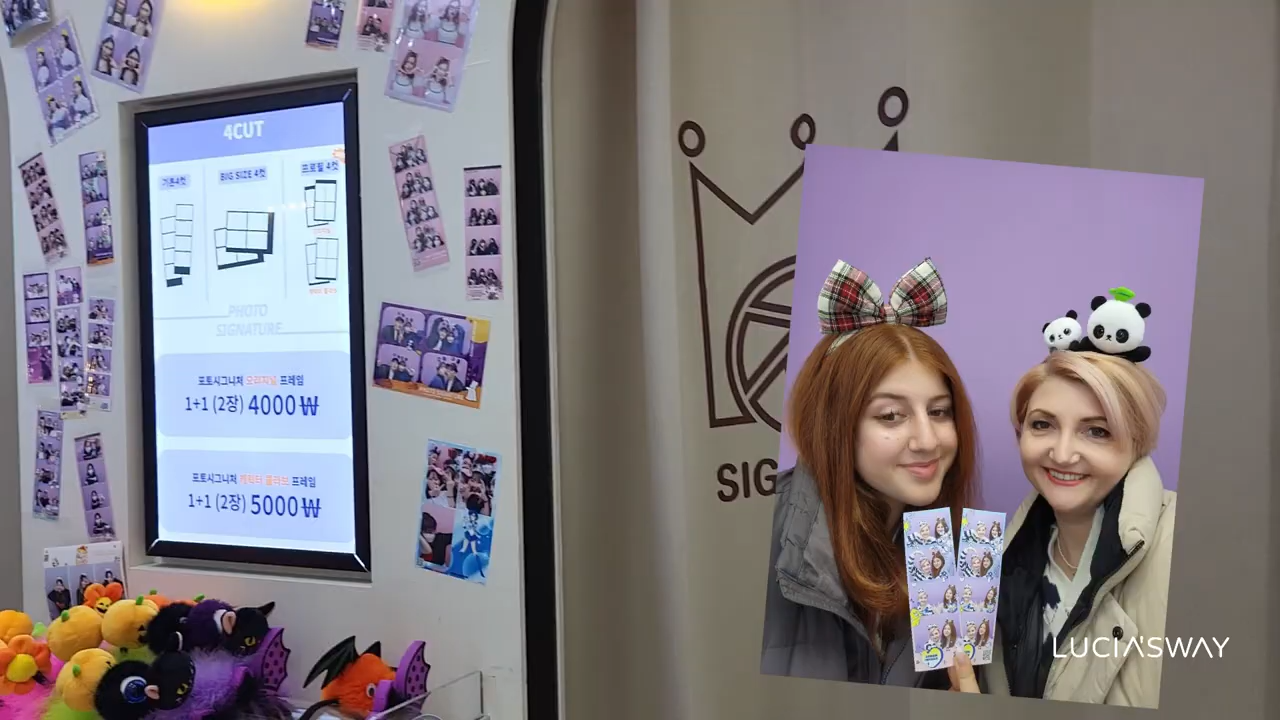 4CUT
기본4컷
BIG SIZE 4컷
프로필 4컷
PHOTO
SIGNATURE
포토시그니처 오리지널 프레임
1+1 (2장) 4000₩
포토시그니처 캐릭터 콜라보 프레임
1+1 (2장) 5000₩
SIG
LUCIA'SWAY